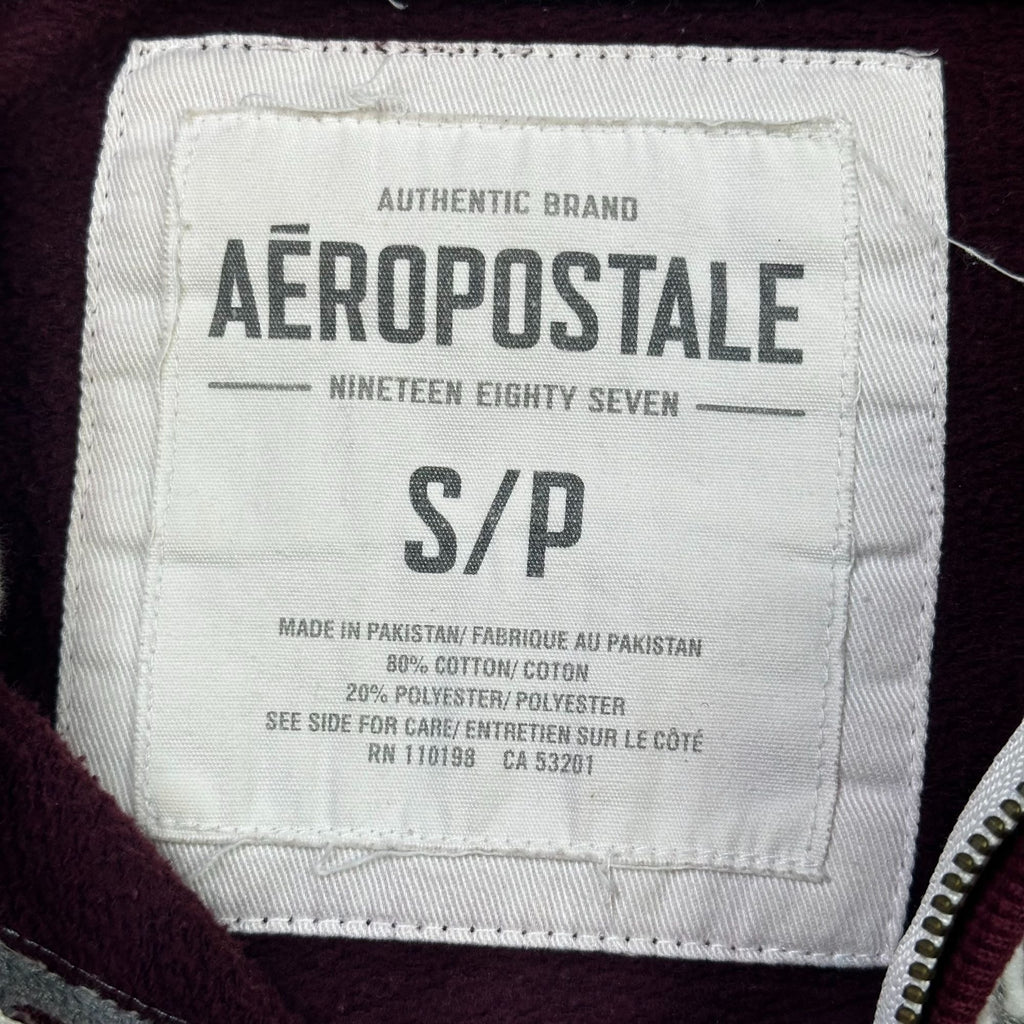 AUTHENTIC BRAND
AÉROPOSTALE
NINETEEN EIGHTY SEVEN
S/P
MADE IN PAKISTAN/ FABRIQUE AU PAKISTAN
80% COTTON/ COTON
20% POLYESTER/ POLYESTER
SEE SIDE FOR CARE/ ENTRETIEN SUR LE CÔTÉ
RN 110198 CA 53201